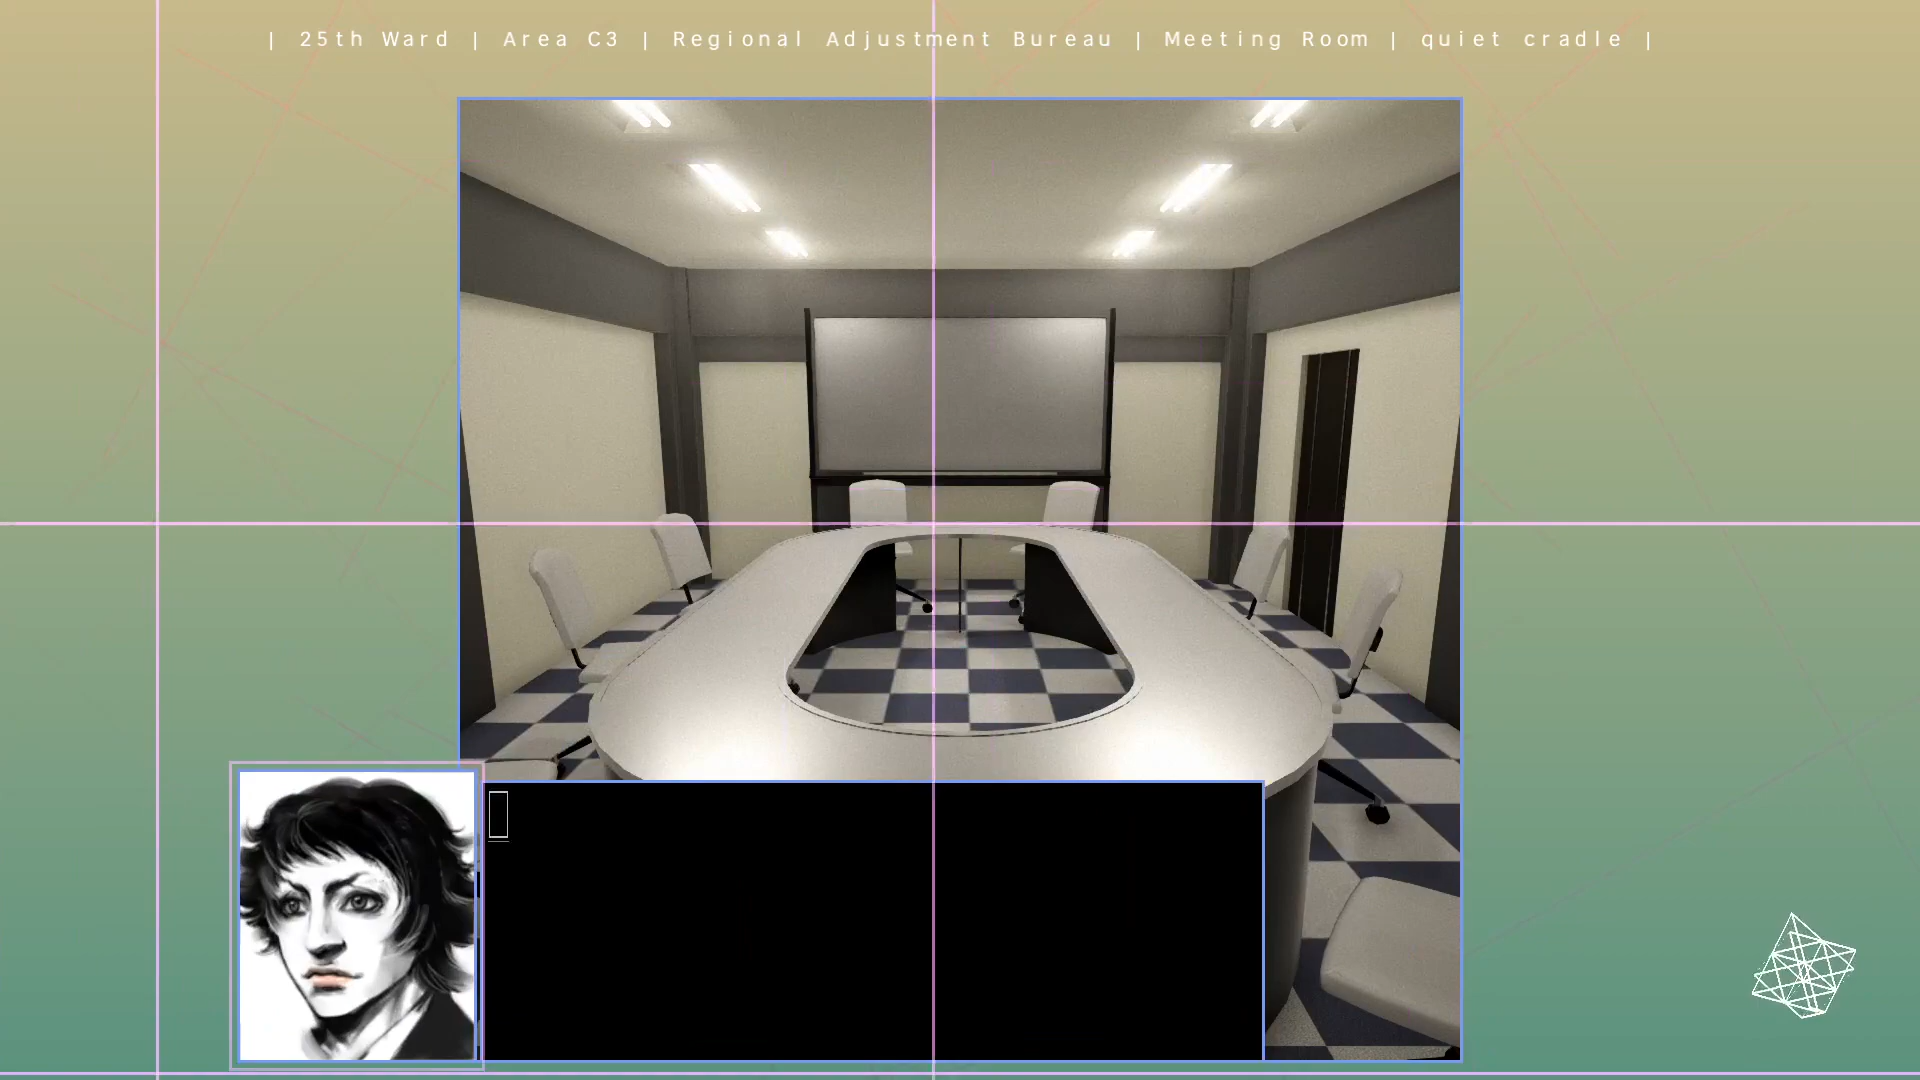 | 25th Ward | Area C3 | Regional Adjustment Bureau | Meeting Room | quiet cradle |